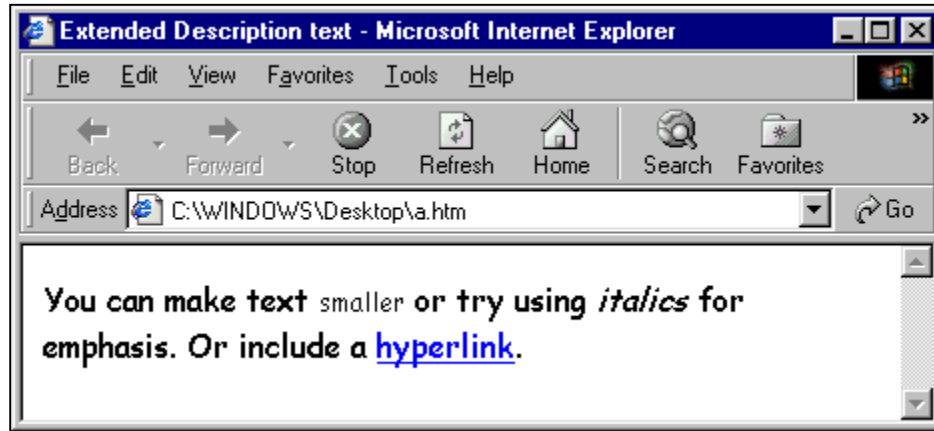 Extended Description text - Microsoft Internet Explorer
File Edit View Favorites Tools Help
Back Forward Stop Refresh Home Search Favorites »
Address C:\WINDOWS\Desktop\a.htm Go
You can make text smaller or try using italics for
emphasis. Or include a hyperlink.